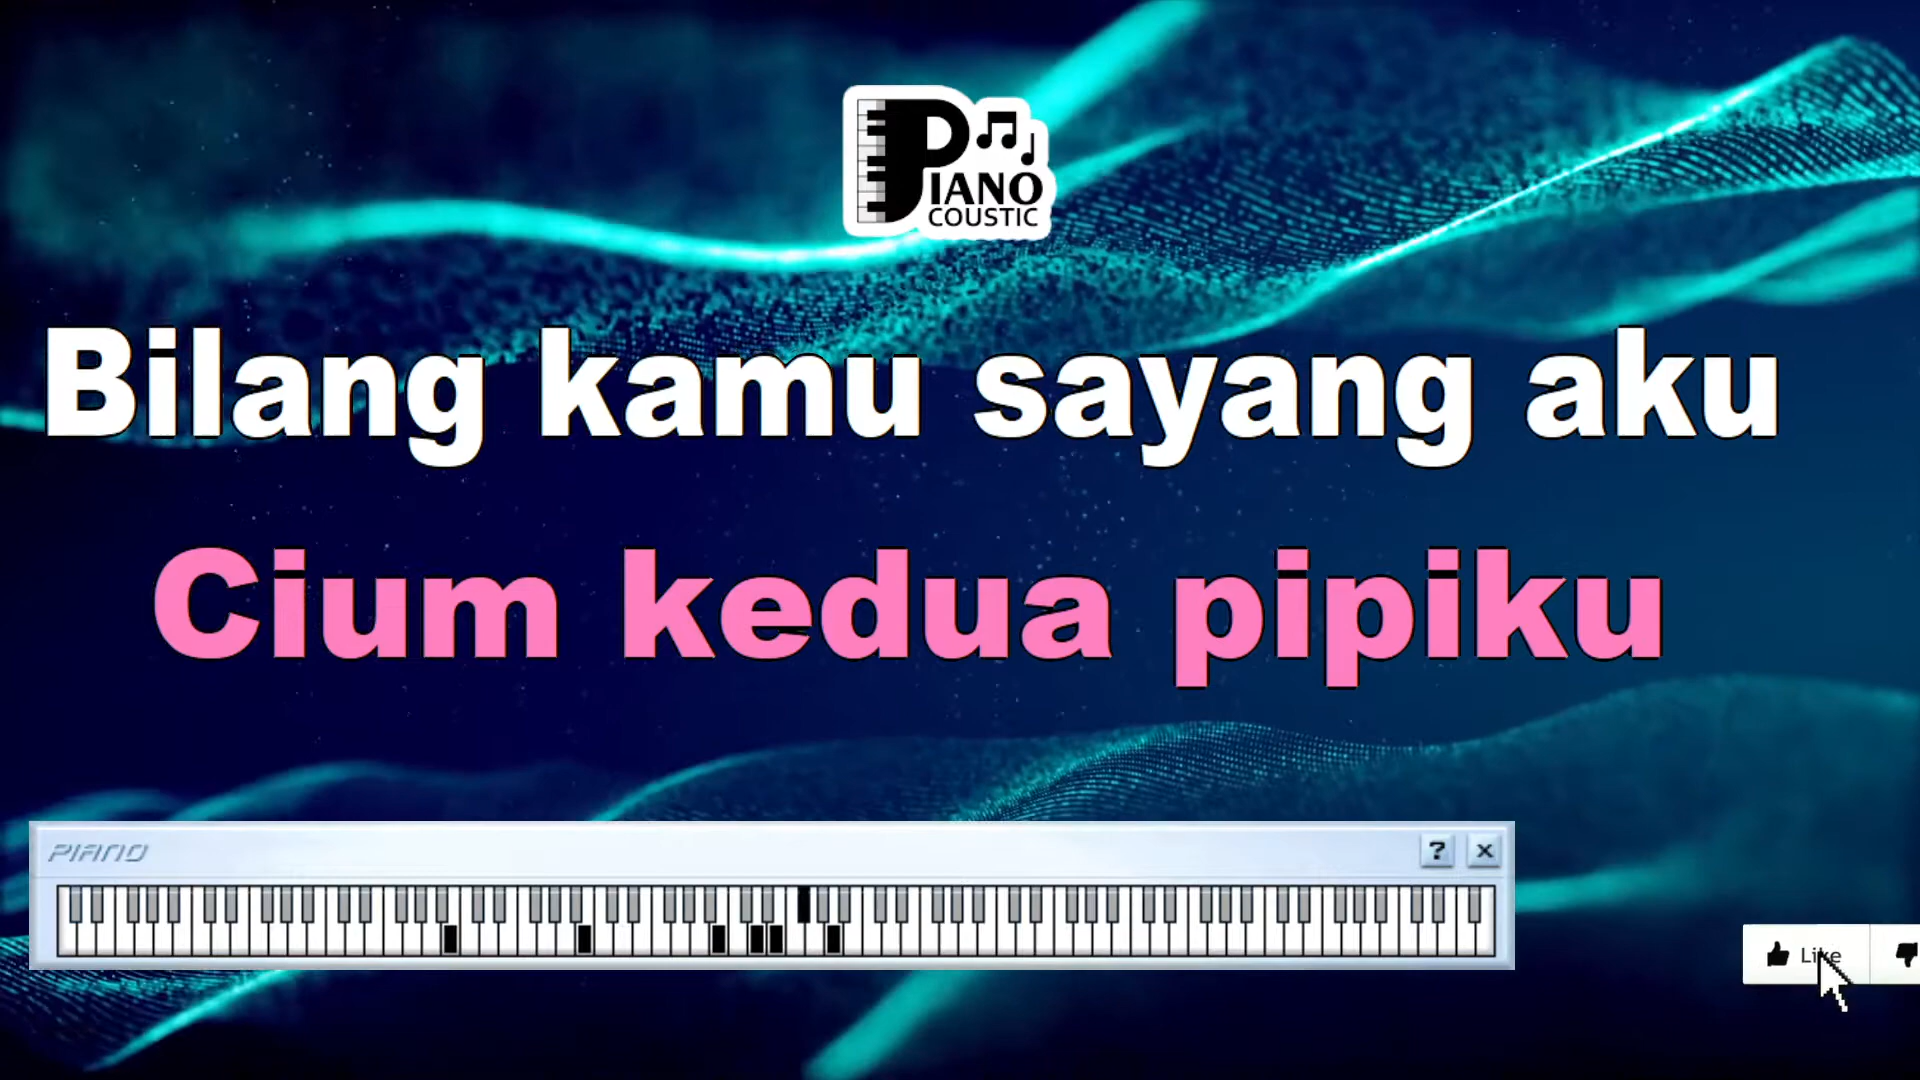 PIANO
COUSTIC
Bilang kamu sayang aku
Cium kedua pipiku
PIANO
?
Like